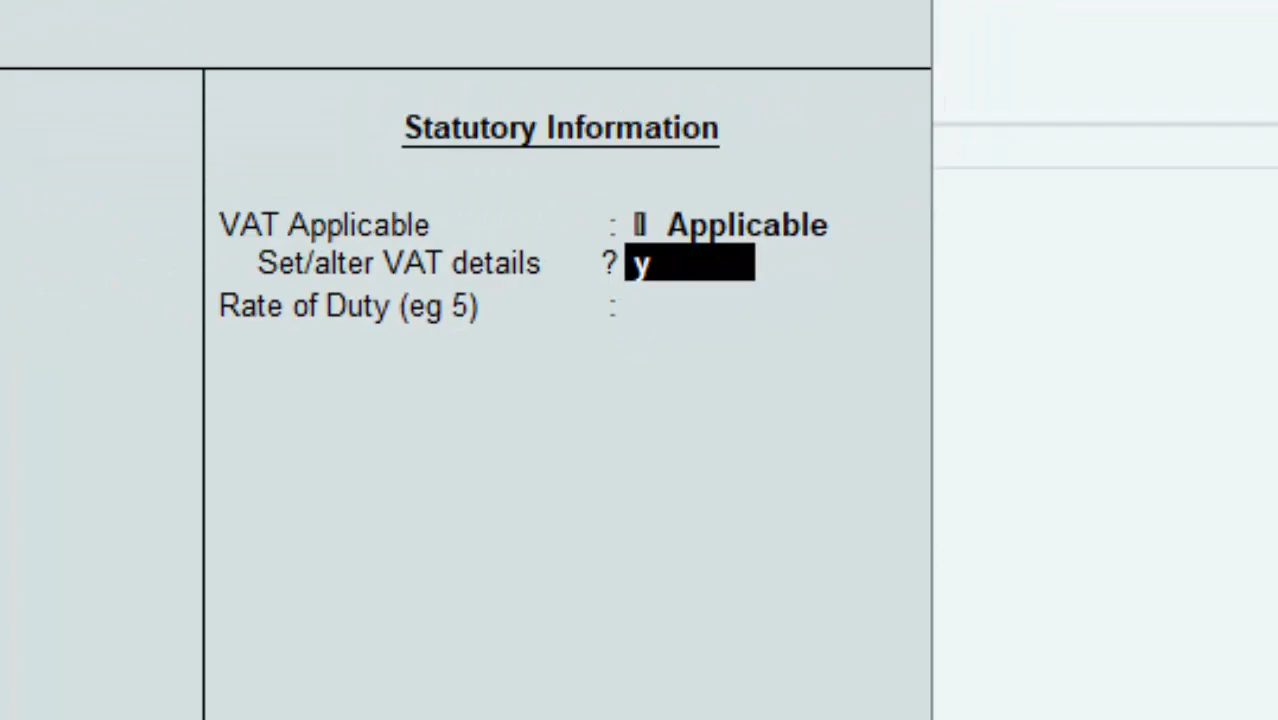 Statutory Information
VAT Applicable : Applicable
Set/alter VAT details ? y
Rate of Duty (eg 5) :